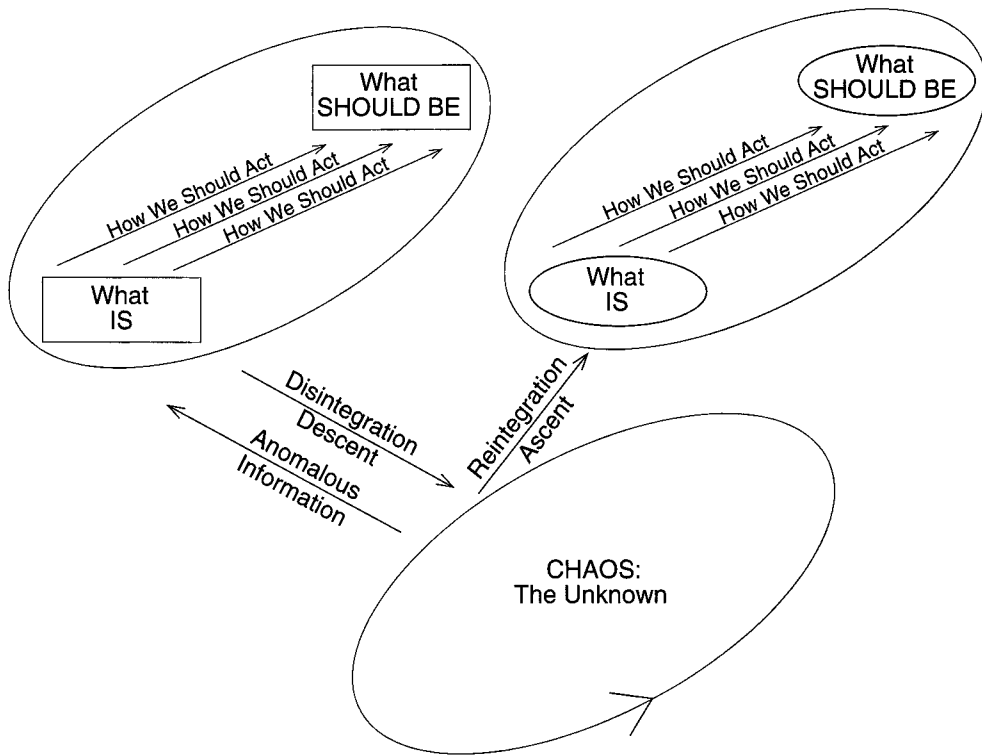 What
SHOULD BE
How We Should Act
How We Should Act
How We Should Act
What
IS
What
SHOULD BE
How We Should Act
How We Should Act
How We Should Act
What
IS
Disintegration
Descent
Anomalous
Information
Reintegration
Ascent
CHAOS:
The Unknown